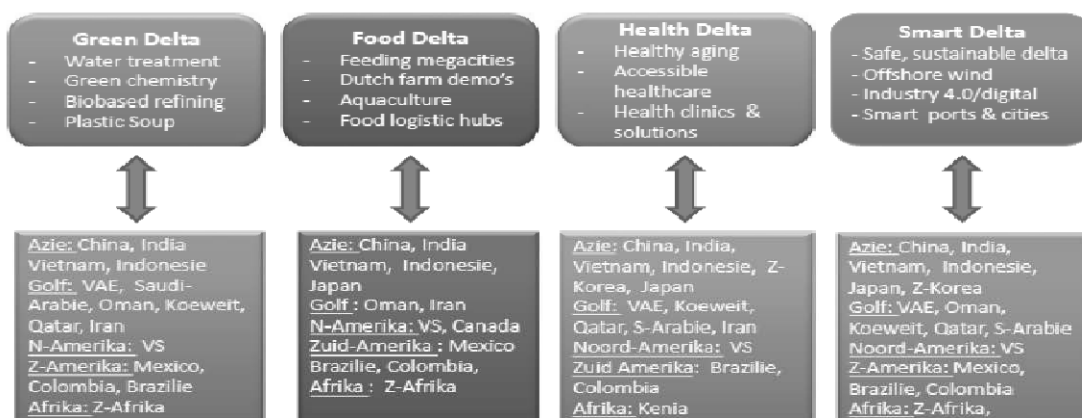 Green Delta
- Water treatment
- Green chemistry
- Biobased refining
- Plastic Soup
Food Delta
- Feeding megacities
- Dutch farm demo's
- Aquaculture
- Food logistic hubs
Health Delta
- Healthy aging
- Accessible
healthcare
- Health clinics &
solutions
Smart Delta
- Safe, sustainable delta
- Offshore wind
- Industry 4.0/digital
- Smart ports & cities
Azie: China, India
Vietnam, Indonesie
Golf: VAE, Saudi-
Arabie, Oman, Koeweit,
Qatar, Iran
N-Amerika: VS
Z-Amerika: Mexico,
Colombia, Brazilie
Afrika: Z-Afrika
Azie: China, India
Vietnam, Indonesie,
Japan
Golf : Oman, Iran
N-Amerika: VS, Canada
Zuid-Amerika : Mexico
Brazilie, Colombia,
Afrika : Z-Afrika
Azie: China, India,
Vietnam, Indonesie, Z-
Korea, Japan
Golf: VAE, Koeweit,
Qatar, S-Arabie, Iran
Noord-Amerika: VS
Zuid Amerika: Brazilie,
Colombia
Afrika: Kenia
Azie: China, India,
Vietnam, Indonesie,
Japan, Z-Korea
Golf: VAE, Oman,
Koeweit, Qatar, S-Arabie
Noord-Amerika: VS
Z-Amerika: Mexico,
Brazilie, Colombia
Afrika: Z-Afrika,